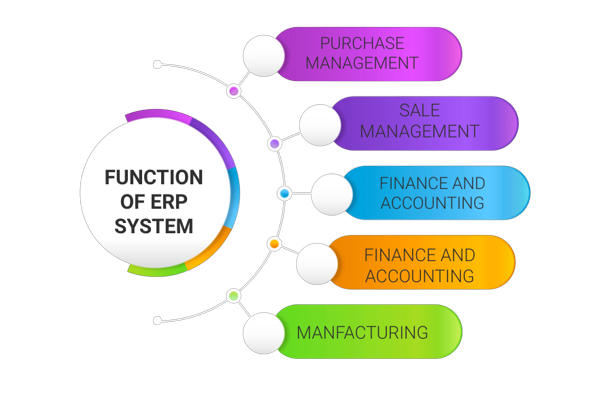 FUNCTION
OF ERP
SYSTEM
PURCHASE
MANAGEMENT
SALE
MANAGEMENT
FINANCE AND
ACCOUNTING
FINANCE AND
ACCOUNTING
MANFACTURING